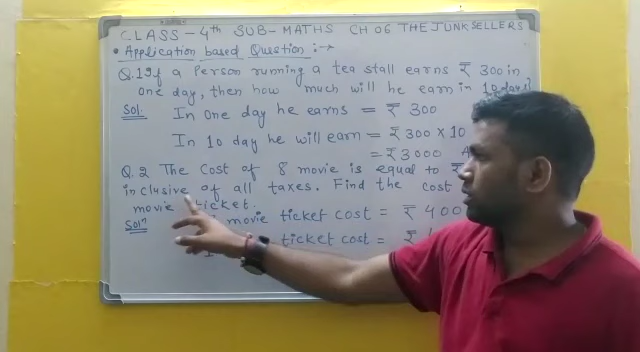 CLASS - 4th SUB - MATHS CH 06 THE JUNK SELLERS
• Application based Question :-→
Q.1 If a Person running a tea stall earns ₹ 300 in
one day, then how much will he earn in 10 days?
Sol. In one day he earns = ₹ 300
In 10 day he will earn = ₹ 300 X 10
= ₹ 3000 A
Q.2 The Cost of 8 movie is equal to ₹
inclusive of all taxes. Find the cost
movie ticket.
Solⁿ movie ticket cost = ₹ 400
ticket cost = ₹